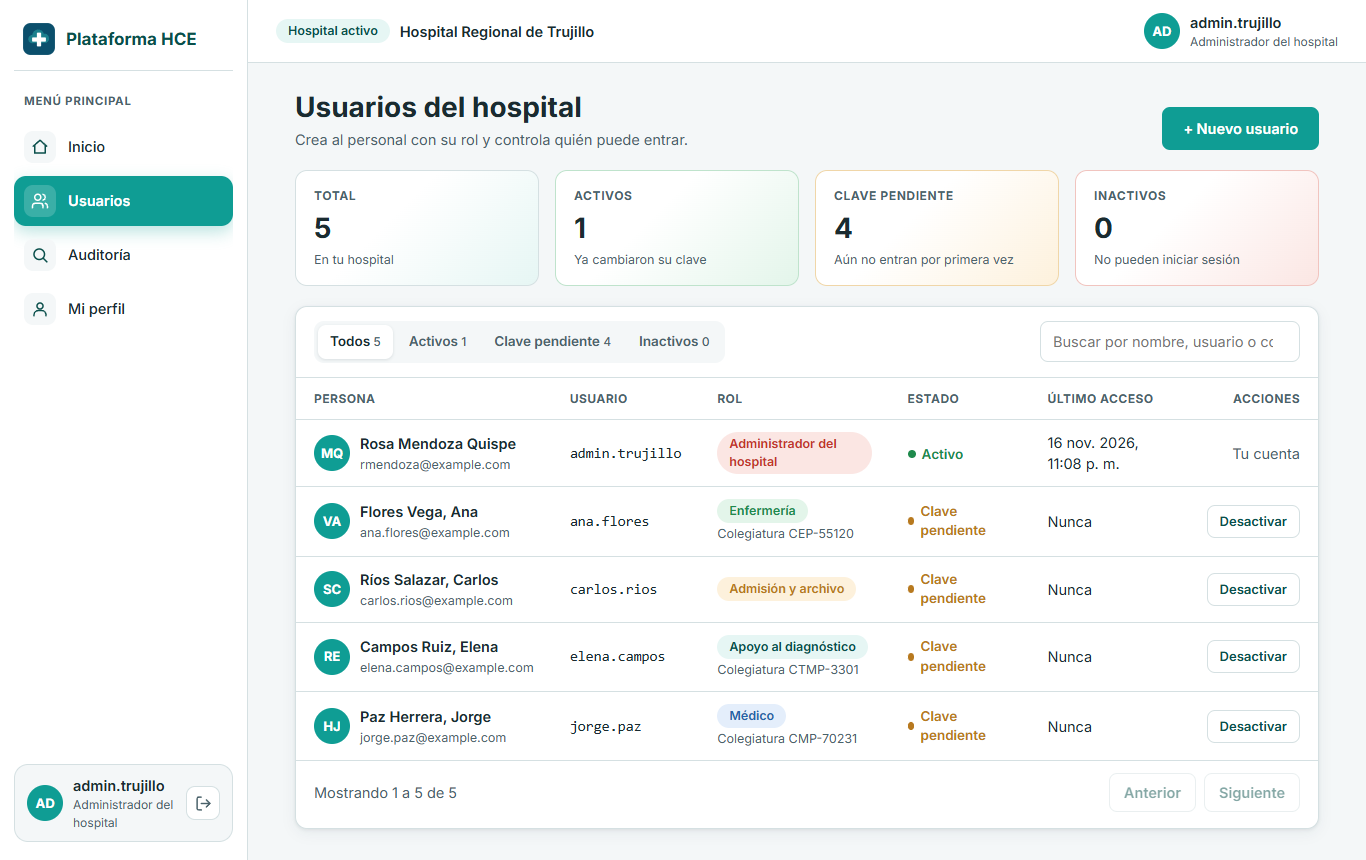 Plataforma HCE
MENÚ PRINCIPAL
Inicio
Usuarios
Auditoría
Mi perfil
AD
admin.trujillo
Administrador del
hospital
Hospital activo
Hospital Regional de Trujillo
AD
admin.trujillo
Administrador del hospital
Usuarios del hospital
Crea al personal con su rol y controla quién puede entrar.
+ Nuevo usuario
TOTAL
5
En tu hospital
ACTIVOS
1
Ya cambiaron su clave
CLAVE PENDIENTE
4
Aún no entran por primera vez
INACTIVOS
0
No pueden iniciar sesión
Todos 5
Activos 1
Clave pendiente 4
Inactivos 0
Buscar por nombre, usuario o cc
PERSONA USUARIO ROL ESTADO ÚLTIMO ACCESO ACCIONES
MQ
Rosa Mendoza Quispe
rmendoza@example.com
admin.trujillo
Administrador del
hospital
Activo
16 nov. 2026,
11:08 p. m.
Tu cuenta
VA
Flores Vega, Ana
ana.flores@example.com
ana.flores
Enfermería
Colegiatura CEP-55120
Clave
pendiente
Nunca
Desactivar
SC
Ríos Salazar, Carlos
carlos.rios@example.com
carlos.rios
Admisión y archivo
Clave
pendiente
Nunca
Desactivar
RE
Campos Ruiz, Elena
elena.campos@example.com
elena.campos
Apoyo al diagnóstico
Colegiatura CTMP-3301
Clave
pendiente
Nunca
Desactivar
HJ
Paz Herrera, Jorge
jorge.paz@example.com
jorge.paz
Médico
Colegiatura CMP-70231
Clave
pendiente
Nunca
Desactivar
Mostrando 1 a 5 de 5
Anterior
Siguiente